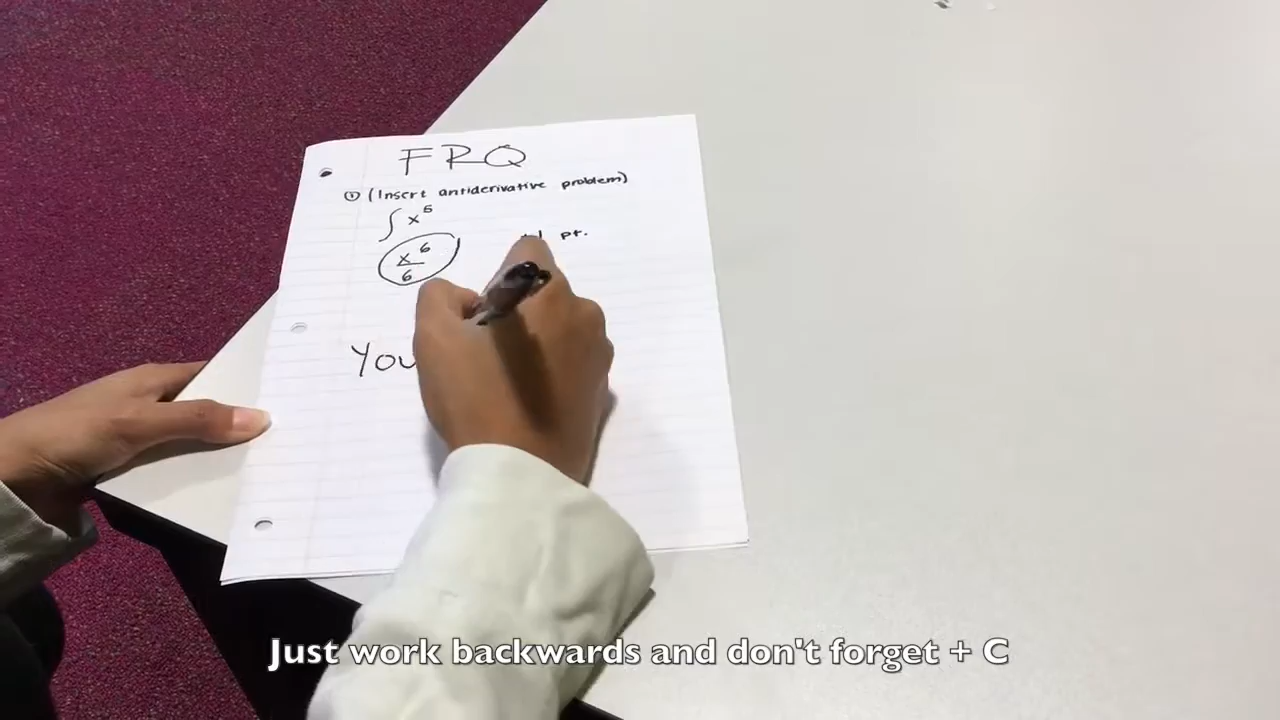 FRQ
① (Insert antiderivative problem)
∫ x⁵
x⁶
6
pt.
You
Just work backwards and don't forget + C